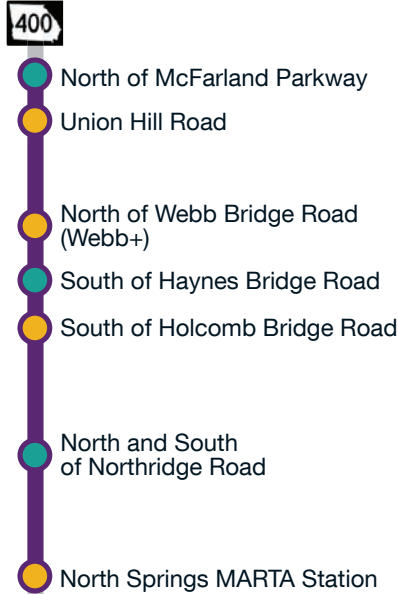 400
North of McFarland Parkway
Union Hill Road
North of Webb Bridge Road
(Webb+)
South of Haynes Bridge Road
South of Holcomb Bridge Road
North and South
of Northridge Road
North Springs MARTA Station